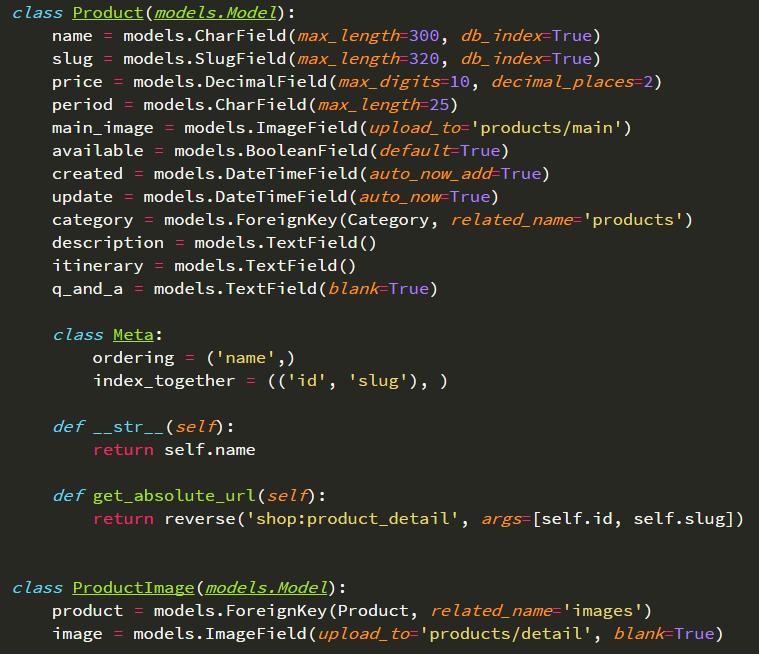 class Product(models.Model):
    name = models.CharField(max_length=300, db_index=True)
    slug = models.SlugField(max_length=320, db_index=True)
    price = models.DecimalField(max_digits=10, decimal_places=2)
    period = models.CharField(max_length=25)
    main_image = models.ImageField(upload_to='products/main')
    available = models.BooleanField(default=True)
    created = models.DateTimeField(auto_now_add=True)
    update = models.DateTimeField(auto_now=True)
    category = models.ForeignKey(Category, related_name='products')
    description = models.TextField()
    itinerary = models.TextField()
    q_and_a = models.TextField(blank=True)

    class Meta:
        ordering = ('name',)
        index_together = (('id', 'slug'), )

    def __str__(self):
        return self.name

    def get_absolute_url(self):
        return reverse('shop:product_detail', args=[self.id, self.slug])


class ProductImage(models.Model):
    product = models.ForeignKey(Product, related_name='images')
    image = models.ImageField(upload_to='products/detail', blank=True)